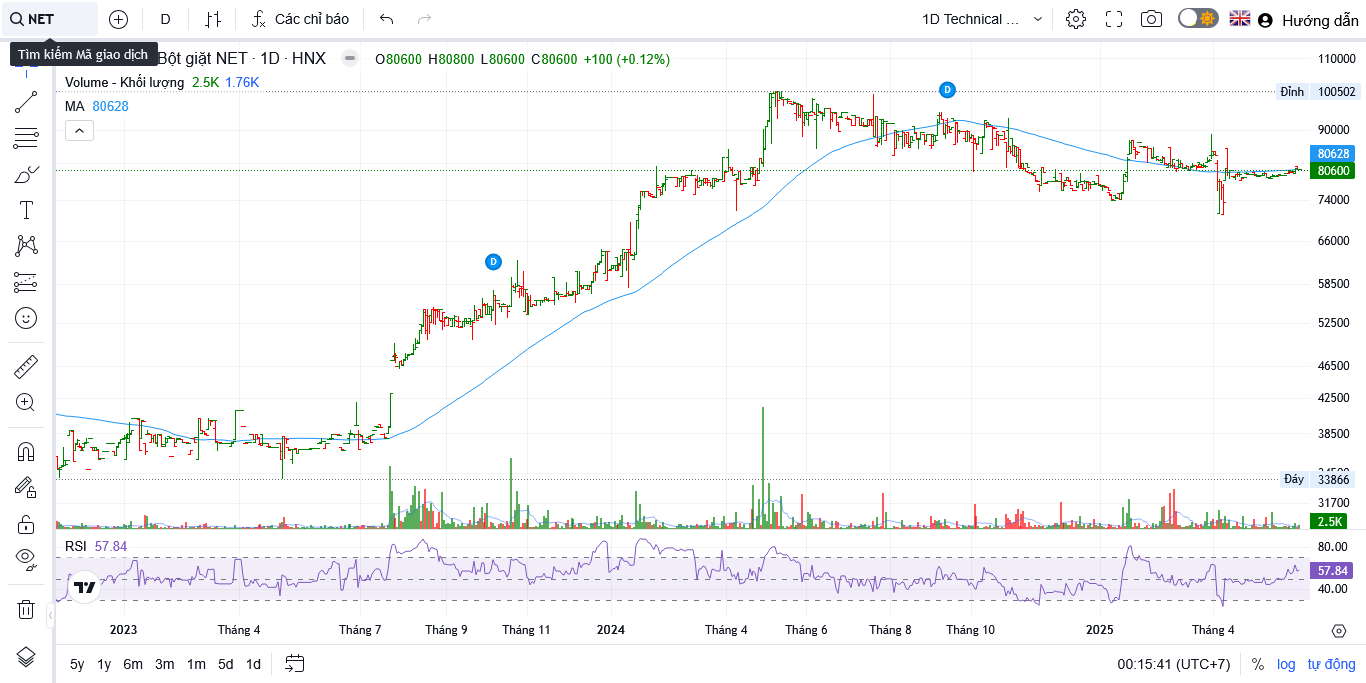 NET D Các chỉ báo 1D Technical ... Hướng dẫn
Tìm kiếm Mã giao dịch
Bột giặt NET · 1D · HNX O80600 H80800 L80600 C80600 +100 (+0.12%)
Volume - Khối lượng 2.5K 1.76K
MA 80628
D
D
110000
Đỉnh 100502
90000
80628
80600
74000
66000
58500
52500
46500
42500
38500
Đáy 33866
31700
2.5K
RSI 57.84
80.00
57.84
40.00
2023 Tháng 4 Tháng 7 Tháng 9 Tháng 11 2024 Tháng 4 Tháng 6 Tháng 8 Tháng 10 2025 Tháng 4
5y 1y 6m 3m 1m 5d 1d 00:15:41 (UTC+7) % log tự động